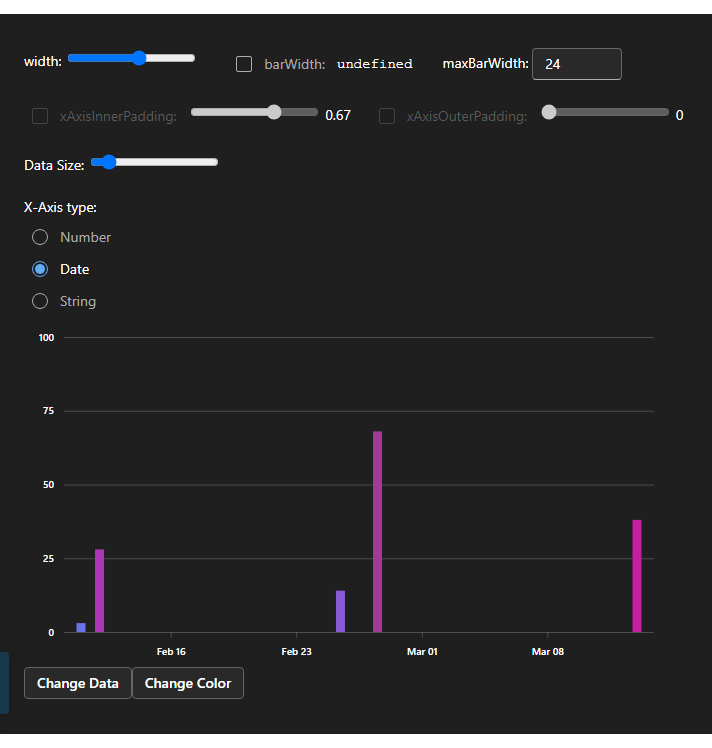 width: barWidth: undefined maxBarWidth: 24
xAxisInnerPadding: 0.67 xAxisOuterPadding: 0
Data Size:
X-Axis type:
Number
Date
String
100
75
50
25
0
Feb 16 Feb 23 Mar 01 Mar 08
Change Data Change Color